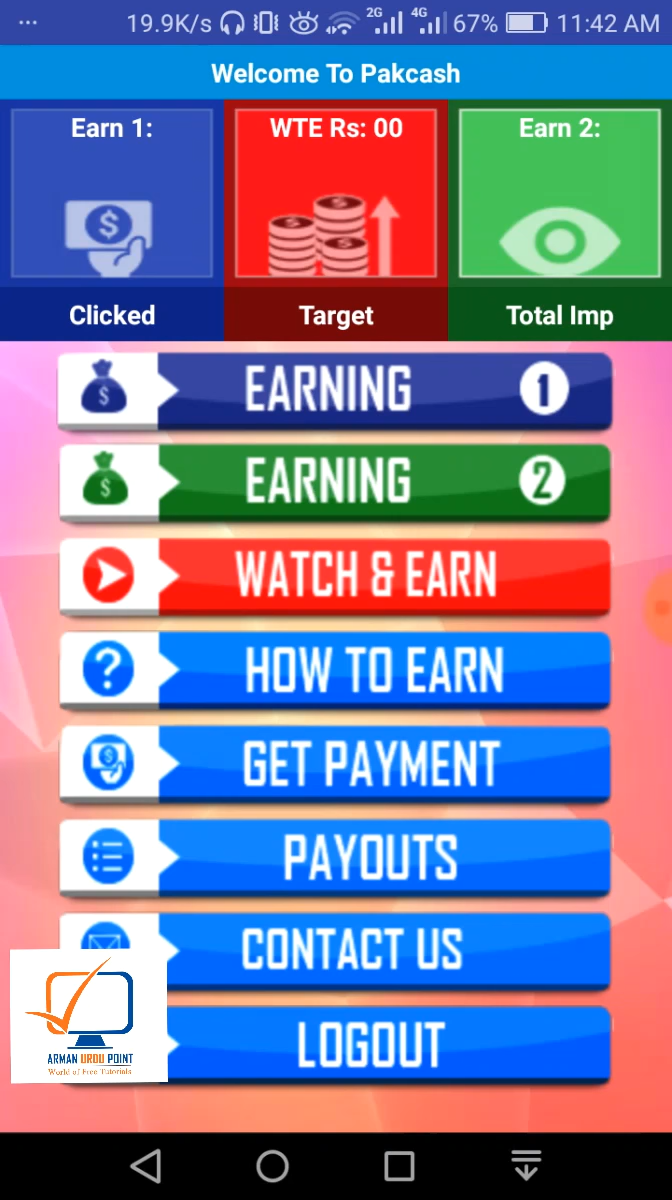 ... 19.9K/s 2G 4G 67% 11:42 AM
Welcome To Pakcash
Earn 1:
WTE Rs: 00
Earn 2:
Clicked
Target
Total Imp
EARNING 1
EARNING 2
WATCH & EARN
HOW TO EARN
GET PAYMENT
PAYOUTS
CONTACT US
LOGOUT
ARMAN URDU POINT
World of Free Tutorials